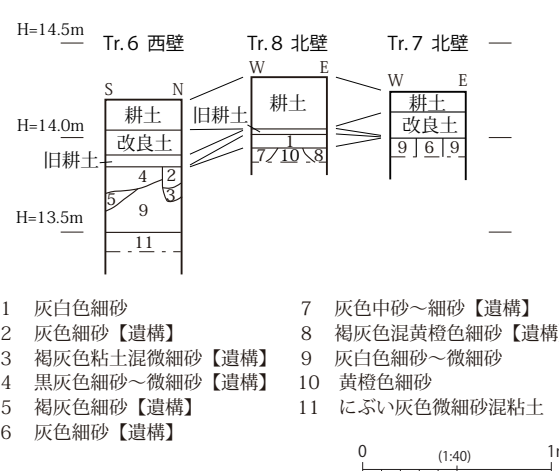 H=14.5m
Tr.6 西壁
Tr.8 北壁
Tr.7 北壁
S N
W E
W E
耕土
旧耕土
耕土
耕土
H=14.0m
改良土
1
改良土
旧耕土
4 2
7 10 8
9 6 9
5
3
9
H=13.5m
11
1 灰白色細砂
2 灰色細砂【遺構】
3 褐灰色粘土混微細砂【遺構】
4 黒灰色細砂～微細砂【遺構】
5 褐灰色細砂【遺構】
6 灰色細砂【遺構】
7 灰色中砂～細砂【遺構】
8 褐灰色混黄橙色細砂【遺構
9 灰白色細砂～微細砂
10 黄橙色細砂
11 にぶい灰色微細砂混粘土
0 (1:40) 1m